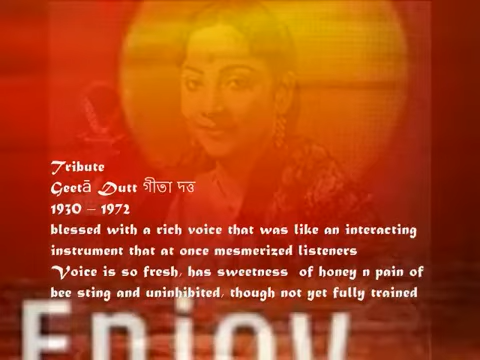 Tribute
Geetā Dutt গীতা দত্ত
1930 – 1972
blessed with a rich voice that was like an interacting
instrument that at once mesmerized listeners
Voice is so fresh, has sweetness of honey n pain of
bee sting and uninhibited, though not yet fully trained
Enjoy